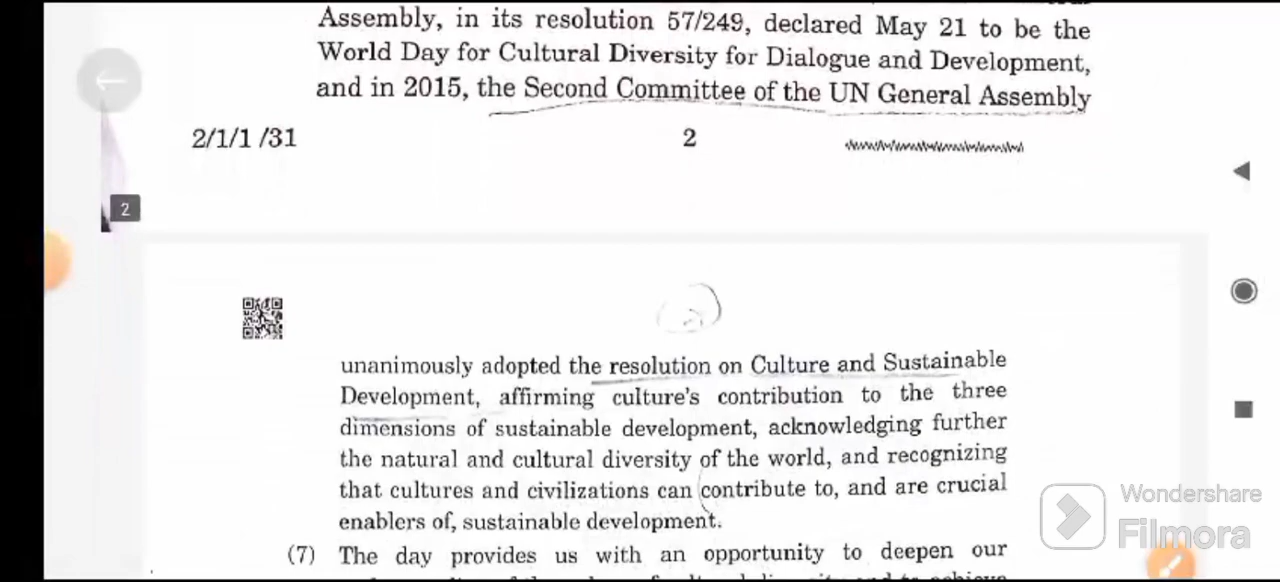 Assembly, in its resolution 57/249, declared May 21 to be the
World Day for Cultural Diversity for Dialogue and Development,
and in 2015, the Second Committee of the UN General Assembly
2/1/1 /31
2
2
unanimously adopted the resolution on Culture and Sustainable
Development, affirming culture's contribution to the three
dimensions of sustainable development, acknowledging further
the natural and cultural diversity of the world, and recognizing
that cultures and civilizations can contribute to, and are crucial
enablers of, sustainable development.
(7) The day provides us with an opportunity to deepen our
Wondershare
Filmora